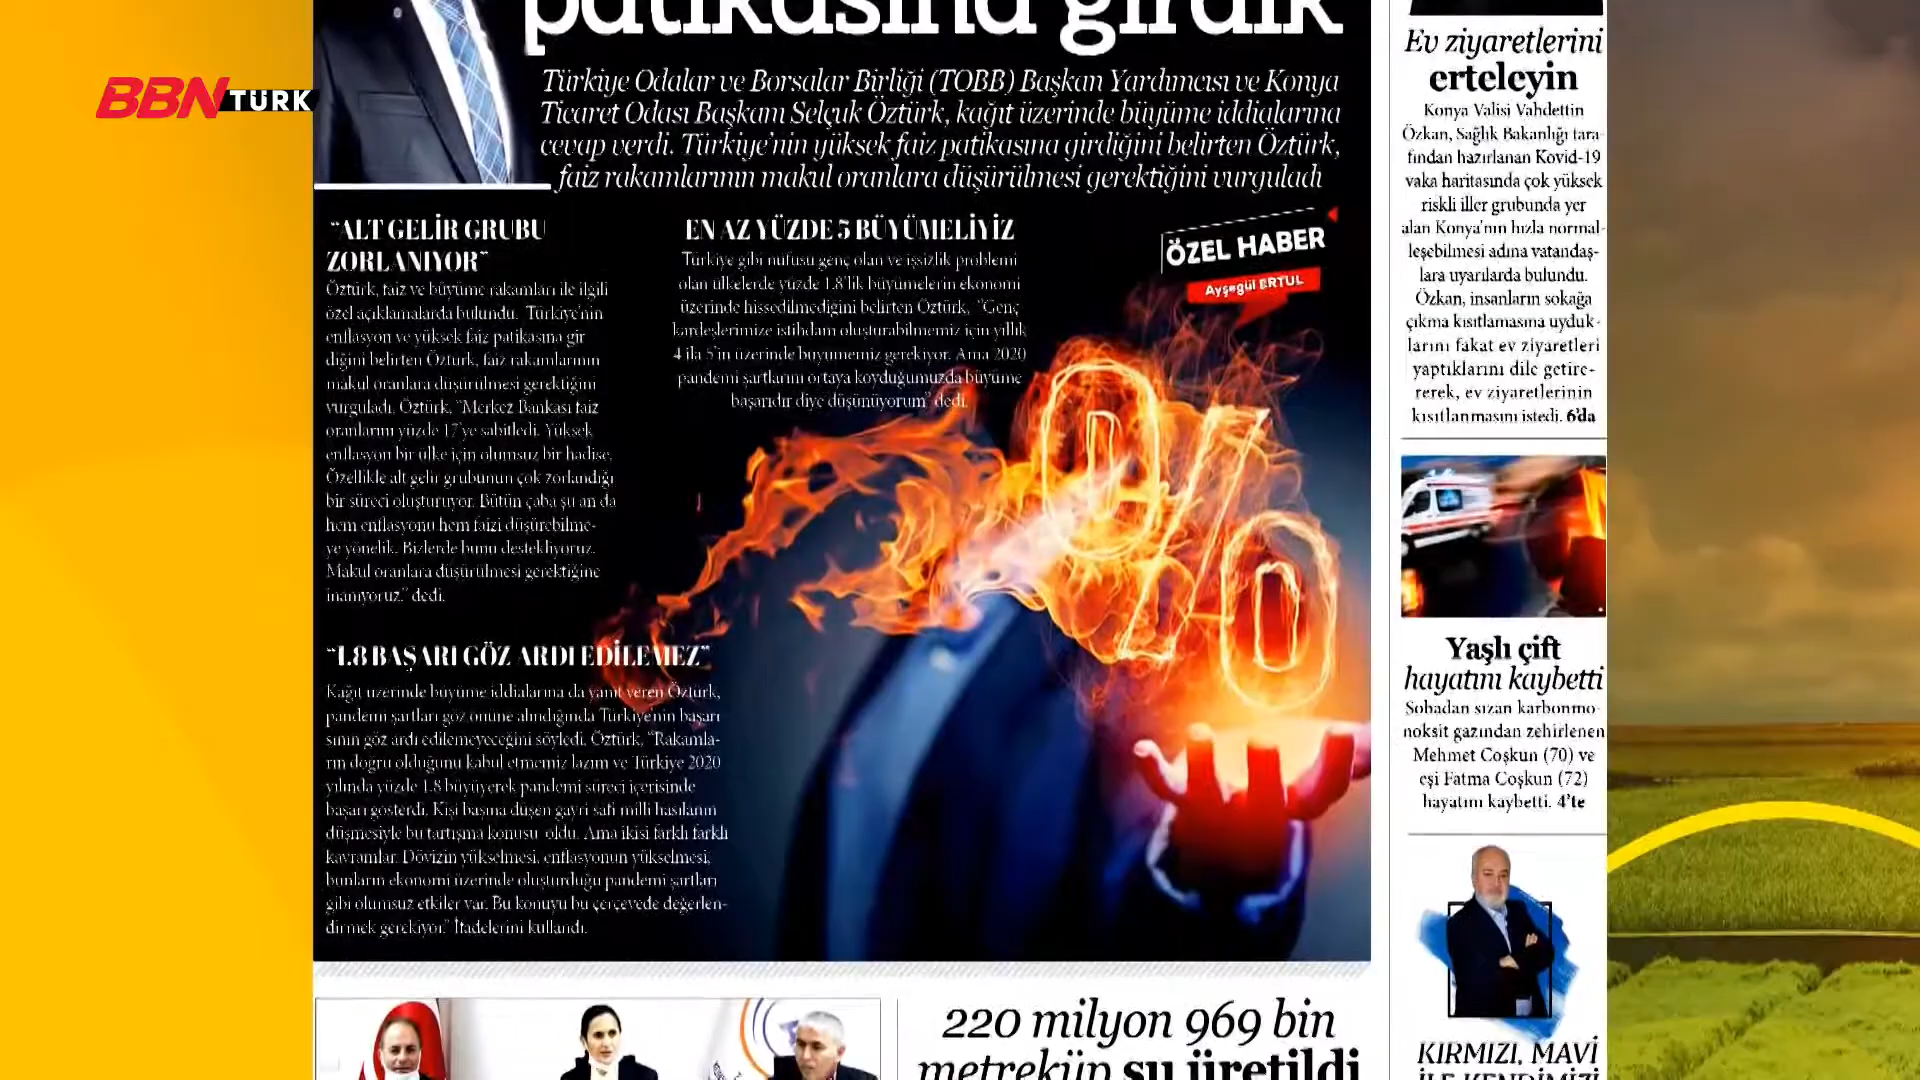 BBN TÜRK
patikasına girdik
Türkiye Odalar ve Borsalar Birliği (TOBB) Başkan Yardımcısı ve Konya
Ticaret Odası Başkanı Selçuk Öztürk, kağıt üzerinde büyüme iddialarına
cevap verdi. Türkiye'nin yüksek faiz patikasına girdiğini belirten Öztürk,
faiz rakamlarının makul oranlara düşürülmesi gerektiğini vurguladı
“ALT GELİR GRUBU
ZORLANIYOR”
Öztürk, faiz ve büyüme rakamları ile ilgili
özel açıklamalarda bulundu. Türkiye'nin
enflasyon ve yüksek faiz patikasına gir
diğini belirten Öztürk, faiz rakamlarının
makul oranlara düşürülmesi gerektiğini
vurguladı. Öztürk, “Merkez Bankası faiz
oranlarını yüzde 17'ye sabitledi. Yüksek
enflasyon bir ülke için olumsuz bir hadise.
Özellikle alt gelir grubunun çok zorlandığı
bir süreci oluşturuyor. Bütün çaba şu an da
hem enflasyonu hem faizi düşürebilme-
ye yönelik. Bizlerde bunu destekliyoruz.
Makul oranlara düşürülmesi gerektiğine
inanıyoruz.” dedi.
“1.8 BAŞARI GÖZ ARDI EDİLEMEZ”
Kağıt üzerinde büyüme iddialarına da yanıt veren Öztürk,
pandemi şartları göz önüne alındığında Türkiye'nin başarı
sının göz ardı edilemeyeceğini söyledi. Öztürk, “Rakamla-
rın doğru olduğunu kabul etmemiz lazım ve Türkiye 2020
yılında yüzde 1.8 büyüyerek pandemi süreci içerisinde
başarı gösterdi. Kişi başına düşen gayri safi milli hasılanın
düşmesiyle bu tartışma konusu oldu. Ama ikisi farklı farklı
kavramlar. Dövizin yükselmesi, enflasyonun yükselmesi,
bunların ekonomi üzerinde oluşturduğu pandemi şartları
gibi olumsuz etkiler var. Bu konuyu bu çerçevede değerlen-
dirmek gerekiyor.” İfadelerini kullandı.
EN AZ YÜZDE 5 BÜYÜMELİYİZ
Türkiye gibi nüfusu genç olan ve işsizlik problemi
olan ülkelerde yüzde 1.8'lik büyümelerin ekonomi
üzerinde hissedilmediğini belirten Öztürk, “Genç
kardeşlerimize istihdam oluşturabilmemiz için yıllık
4 ila 5'in üzerinde büyümemiz gerekiyor. Ama 2020
pandemi şartlarını ortaya koyduğumuzda büyüme
başarıdır diye düşünüyorum” dedi.
ÖZEL HABER
Ayşegül ERTUL
%
220 milyon 969 bin
metreküp su üretildi
Ev ziyaretlerini
erteleyin
Konya Valisi Vahdettin
Özkan, Sağlık Bakanlığı tara-
fından hazırlanan Kovid-19
vaka haritasında çok yüksek
riskli iller grubunda yer
alan Konya'nın hızla normal-
leşebilmesi adına vatandaş-
lara uyarılarda bulundu.
Özkan, insanların sokağa
çıkma kısıtlamasına uyduk-
larını fakat ev ziyaretleri
yaptıklarını dile getire-
rerek, ev ziyaretlerinin
kısıtlanmasını istedi. 6'da
Yaşlı çift
hayatını kaybetti
Sobadan sızan karbonmo-
noksit gazından zehirlenen
Mehmet Coşkun (70) ve
eşi Fatma Coşkun (72)
hayatını kaybetti. 4'te
KIRMIZI, MAVİ
İLE KENDİMİZİ